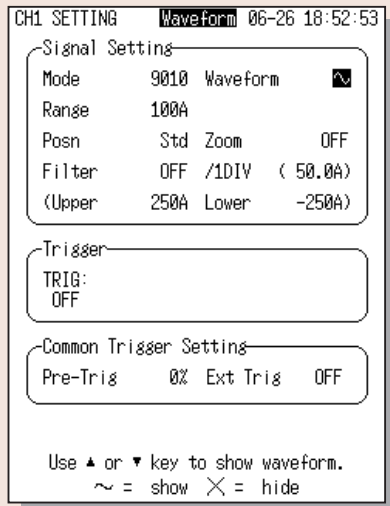 CH1 SETTING Waveform 06-26 18:52:53
Signal Setting
Mode 9010 Waveform
Range 100A
Posn Std Zoom OFF
Filter OFF /1DIV ( 50.0A)
(Upper 250A Lower -250A)
Trigger
TRIG:
OFF
Common Trigger Setting
Pre-Trig 0% Ext Trig OFF
Use ▲ or ▼ key to show waveform.
~ = show × = hide